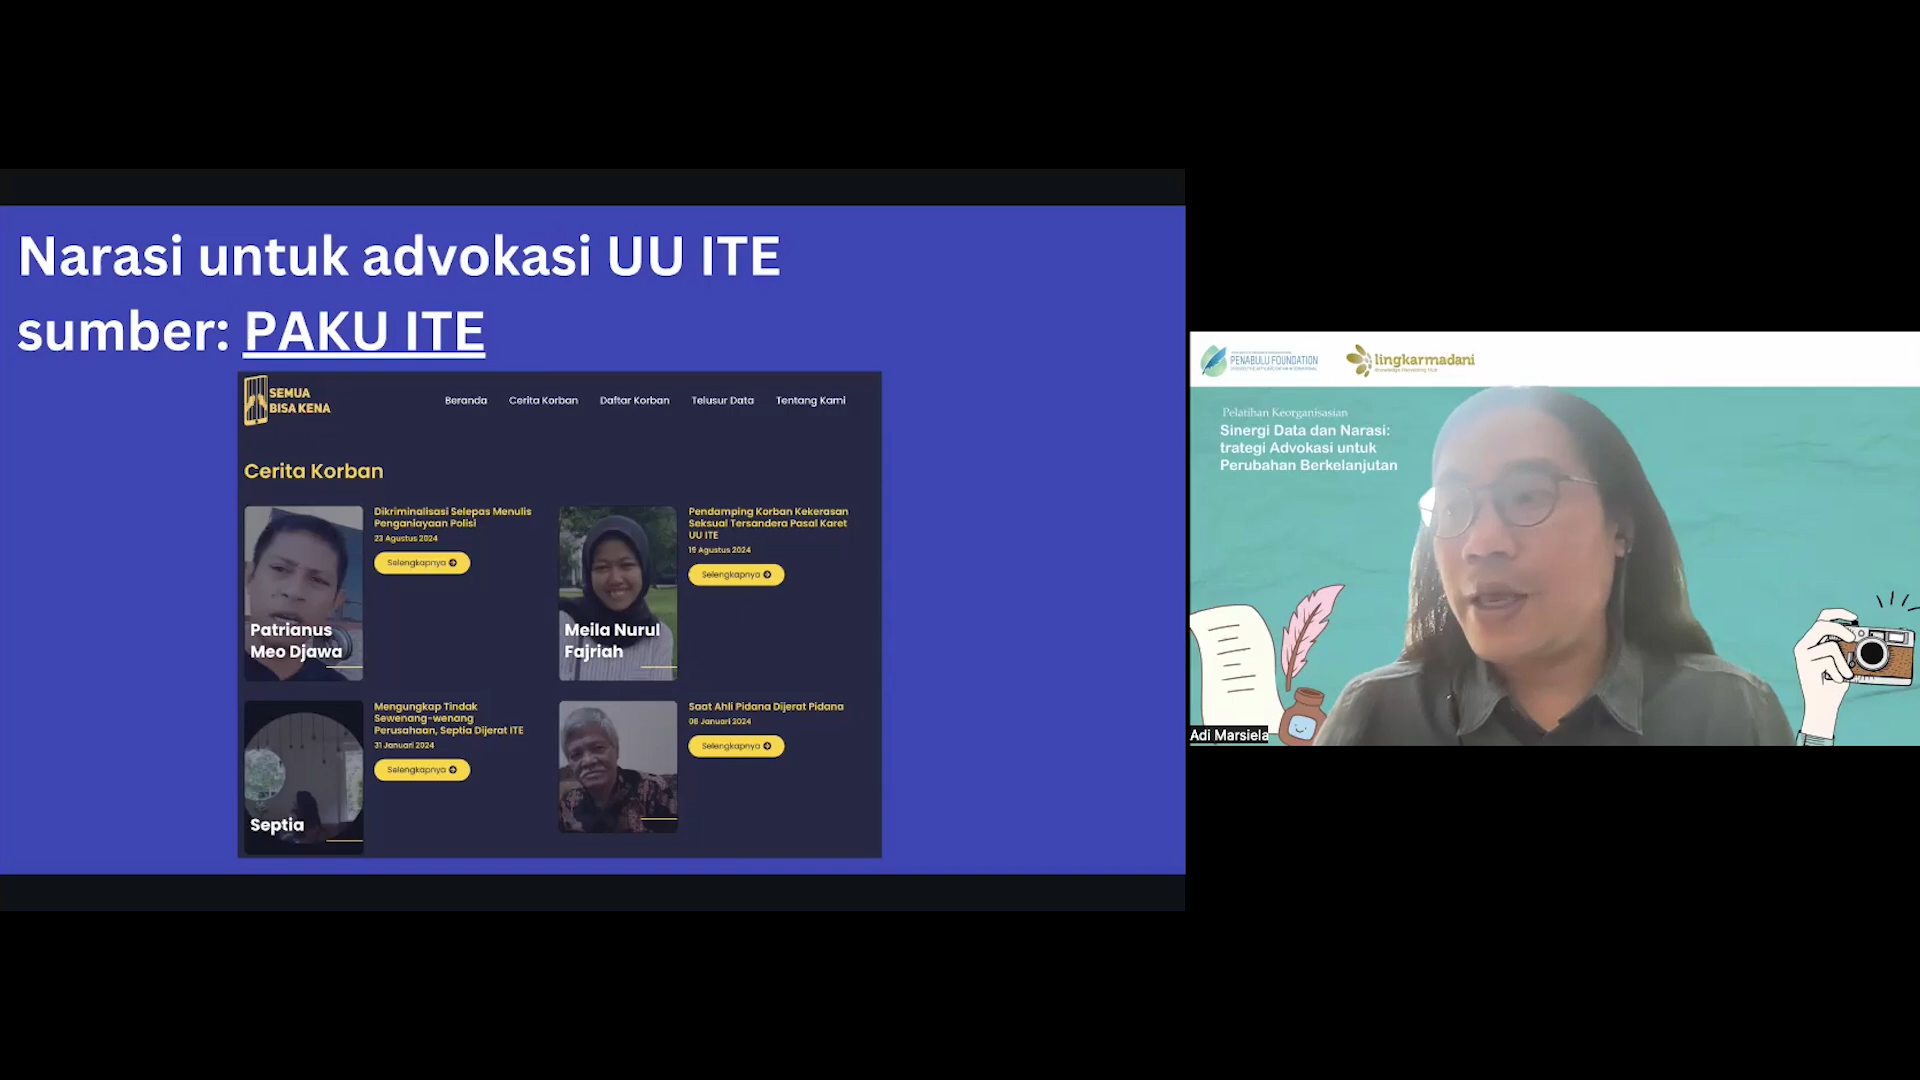 Narasi untuk advokasi UU ITE
sumber: PAKU ITE
SEMUA
BISA KENA
Beranda
Cerita Korban
Daftar Korban
Telusur Data
Tentang Kami
Cerita Korban
Dikriminalisasi Selepas Menulis
Penganiayaan Polisi
23 Agustus 2024
Selengkapnya
Patrianus
Meo Djawa
Pendamping Korban Kekerasan
Seksual Tersandera Pasal Karet
UU ITE
19 Agustus 2024
Selengkapnya
Meila Nurul
Fajriah
Mengungkap Tindak
Sewenang-wenang
Perusahaan, Septia Dijerat ITE
31 Januari 2024
Selengkapnya
Septia
Saat Ahli Pidana Dijerat Pidana
08 Januari 2024
Selengkapnya
PENABULU FOUNDATION
lingkarmadani
Knowledge Harvesting Hub
Pelatihan Keorganisasian
Sinergi Data dan Narasi:
trategi Advokasi untuk
Perubahan Berkelanjutan
Adi Marsiela